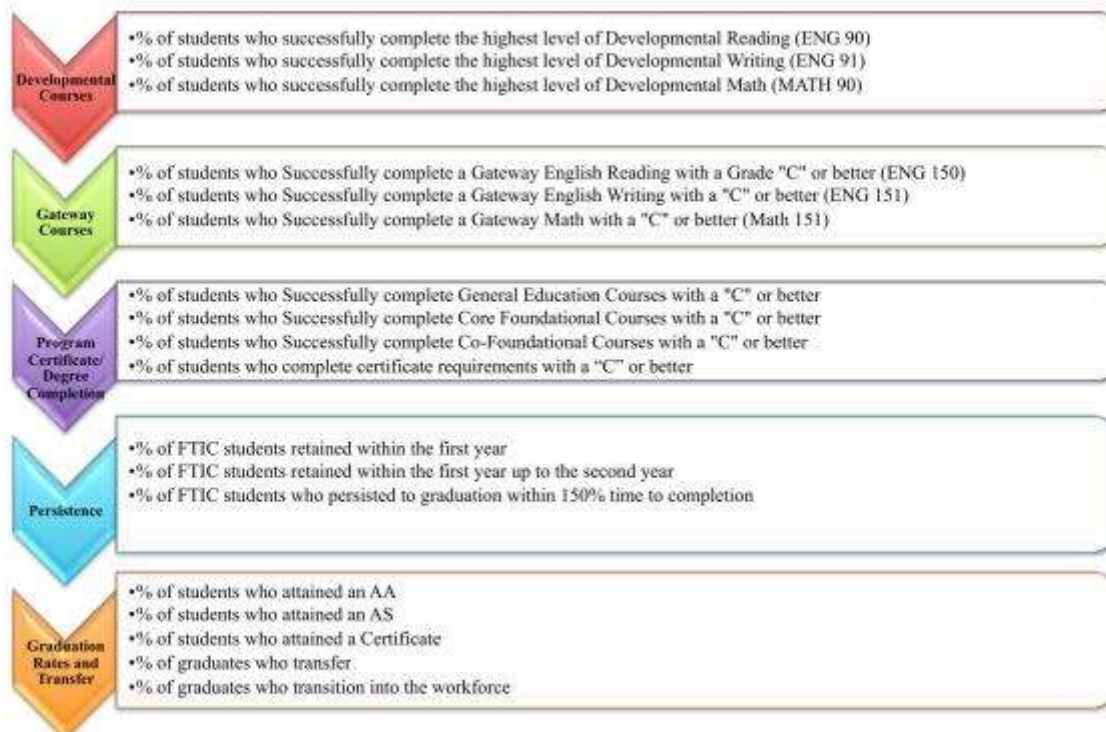 Developmental
Courses
•% of students who successfully complete the highest level of Developmental Reading (ENG 90)
•% of students who successfully complete the highest level of Developmental Writing (ENG 91)
•% of students who successfully complete the highest level of Developmental Math (MATH 90)
Gateway
Courses
•% of students who Successfully complete a Gateway English Reading with a Grade "C" or better (ENG 150)
•% of students who Successfully complete a Gateway English Writing with a "C" or better (ENG 151)
•% of students who Successfully complete a Gateway Math with a "C" or better (Math 151)
Program
Certificate/
Degree
Completion
•% of students who Successfully complete General Education Courses with a "C" or better
•% of students who Successfully complete Core Foundational Courses with a "C" or better
•% of students who Successfully complete Co-Foundational Courses with a "C" or better
•% of students who complete certificate requirements with a “C” or better
Persistence
•% of FTIC students retained within the first year
•% of FTIC students retained within the first year up to the second year
•% of FTIC students who persisted to graduation within 150% time to completion
Graduation
Rates and
Transfer
•% of students who attained an AA
•% of students who attained an AS
•% of students who attained a Certificate
•% of graduates who transfer
•% of graduates who transition into the workforce